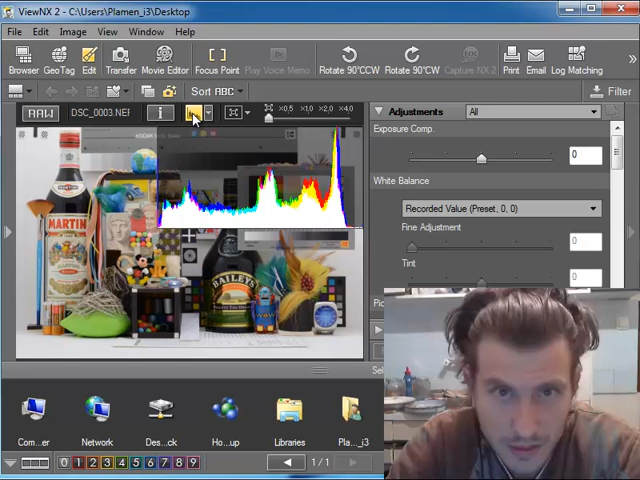 ViewNX 2 - C:\Users\Plamen_i3\Desktop
File Edit Image View Window Help
Browser GeoTag Edit Transfer Movie Editor Focus Point Play Voice Memo Rotate 90°CCW Rotate 90°CW Capture NX 2 Print Email Log Matching
Sort ABC Filter
RAW DSC_0003.NEF i x0,5 x1,0 x2,0 x4,0
Adjustments All
Exposure Comp.
0
White Balance
Recorded Value (Preset, 0, 0)
Fine Adjustment
0
Tint
0
MARTINI
BAILEYS
Com...er Network Des...ck Ho...up Libraries Pla..._i3
0 1 2 3 4 5 6 7 8 9 1 / 1